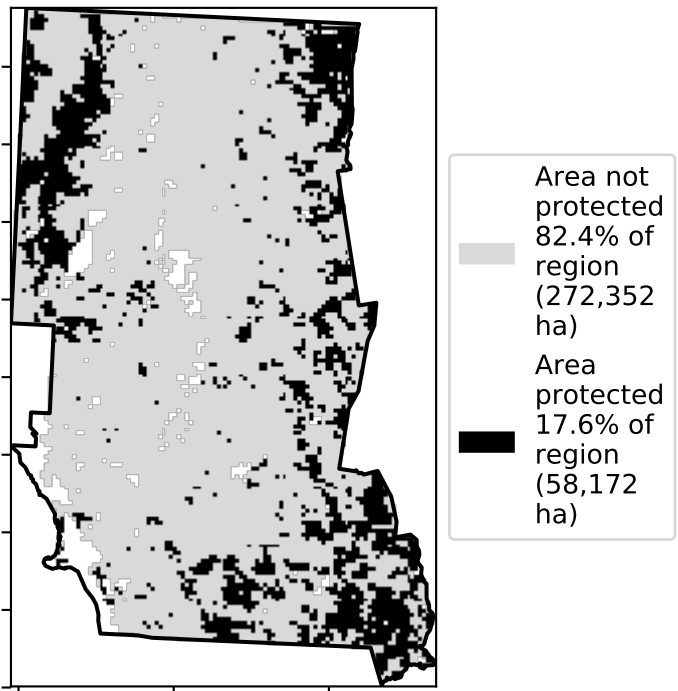 Area not
protected
82.4% of
region
(272,352
ha)
Area
protected
17.6% of
region
(58,172
ha)